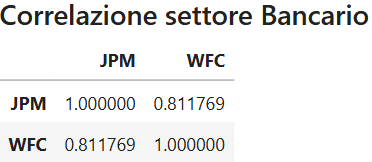 Correlazione settore Bancario
JPM WFC
JPM 1.000000 0.811769
WFC 0.811769 1.000000